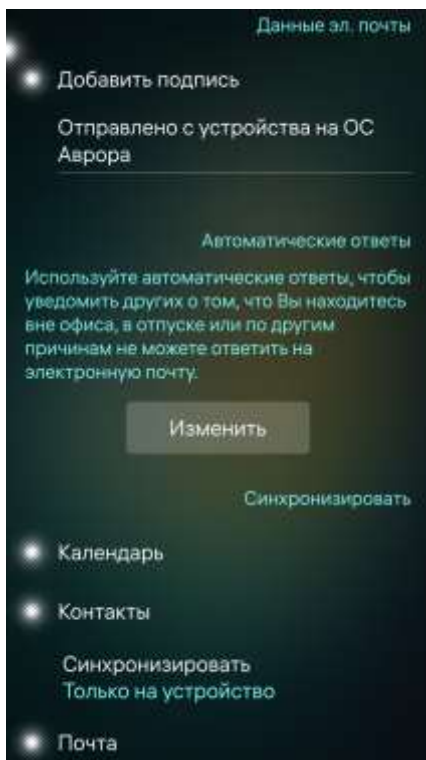 Данные эл. почты
Добавить подпись
Отправлено с устройства на ОС
Аврора
Автоматические ответы
Используйте автоматические ответы, чтобы
уведомить других о том, что Вы находитесь
вне офиса, в отпуске или по другим
причинам не можете ответить на
электронную почту.
Изменить
Синхронизировать
Календарь
Контакты
Синхронизировать
Только на устройство
Почта